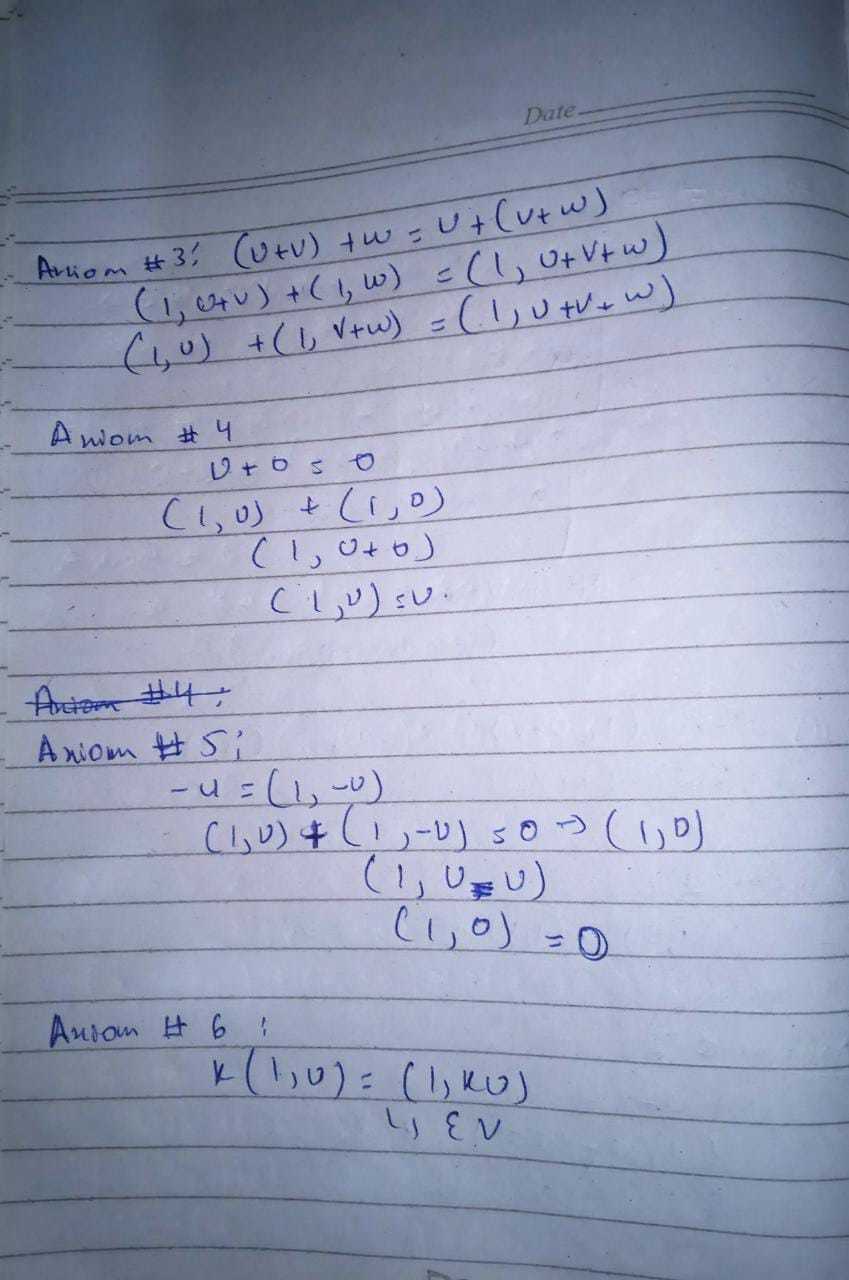 Date
Axiom #3: (U+V) +W = U+(V+W)
(1, U+V) + (1, W) = (1, U+V+W)
(1, U) + (1, V+W) = (1, U+V+W)
Axiom # 4
U+0 = 0
(1, U) + (1, 0)
(1, U+0)
(1, U) = U.
Axiom #4 :
Axiom # 5 ;
-u = (1, -U)
(1, U) + (1, -U) = 0 → (1, 0)
(1, U - U)
(1, 0) = 0
Axiom # 6 :
K(1, U) = (1, KU)
↳ ε V